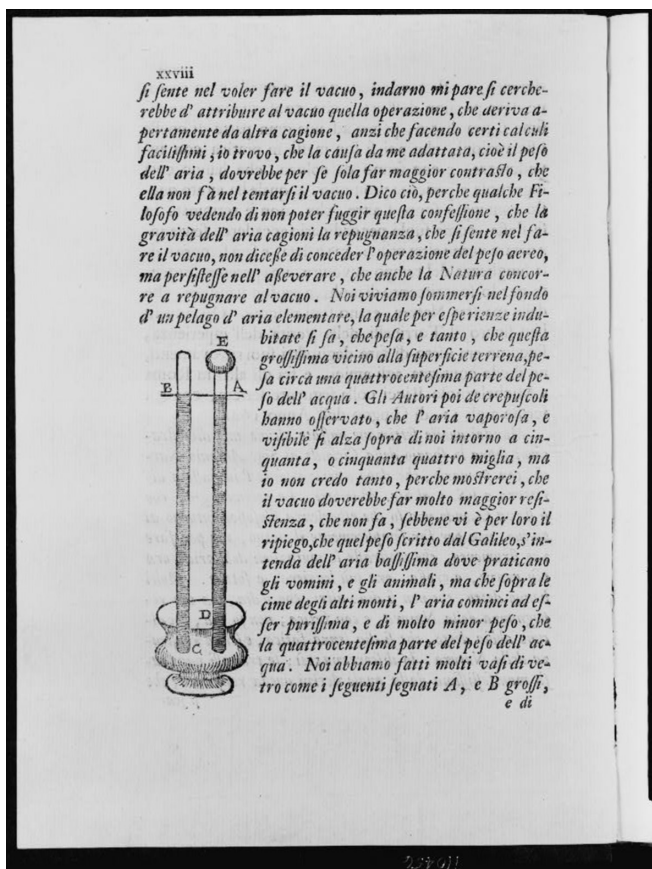 xxviii
ſi ſente nel voler fare il vacuo, indarno mi pare ſi cerche-
rebbe d' attribuire al vacuo quella operazione, che deriva a-
pertamente da altra cagione, anzi che facendo certi calculi
faciliſſimi, io trovo, che la cauſa da me adattata, cioè il peſo
dell' aria, dovrebbe per ſe ſola far maggior contraſto, che
ella non fà nel tentarſi il vacuo. Dico ciò, perche qualche Fi-
loſofo vedendo di non poter fuggir queſta confeſſione, che la
gravità dell' aria cagioni la repugnanza, che ſi ſente nel fa-
re il vacuo, non diceſſe di conceder l' operazione del peſo aereo,
ma perſiſteſſe nell' aſſeverare, che anche la Natura concor-
re a repugnare al vacuo. Noi viviamo ſommerſi nel fondo
d' un pelago d' aria elementare, la quale per eſperienze indu-
bitate ſi ſa, che peſa, e tanto, che queſta
groſſiſſima vicino alla ſuperficie terrena, pe-
ſa circa una quattrocenteſima parte del pe-
ſo dell' acqua. Gli Autori poi de crepuſcoli
hanno oſſervato, che l' aria vaporoſa, e
viſibile ſi alza ſopra di noi intorno a cin-
quanta, o cinquanta quattro miglia, ma
io non credo tanto, perche moſtrerei, che
il vacuo doverebbe far molto maggior reſi-
ſtenza, che non fa, ſebbene vi è per loro il
ripiego, che quel peſo ſcritto dal Galileo, s' in-
tenda dell' aria baſſiſſima dove praticano
gli vomini, e gli animali, ma che ſopra le
cime degli alti monti, l' aria cominci ad eſ-
ſer puriſſima, e di molto minor peſo, che
la quattrocenteſima parte del peſo dell' ac-
qua. Noi abbiamo fatti molti vaſi di ve-
tro come i ſeguenti ſegnati A, e B groſſi,
e di
E
B
A
D
C